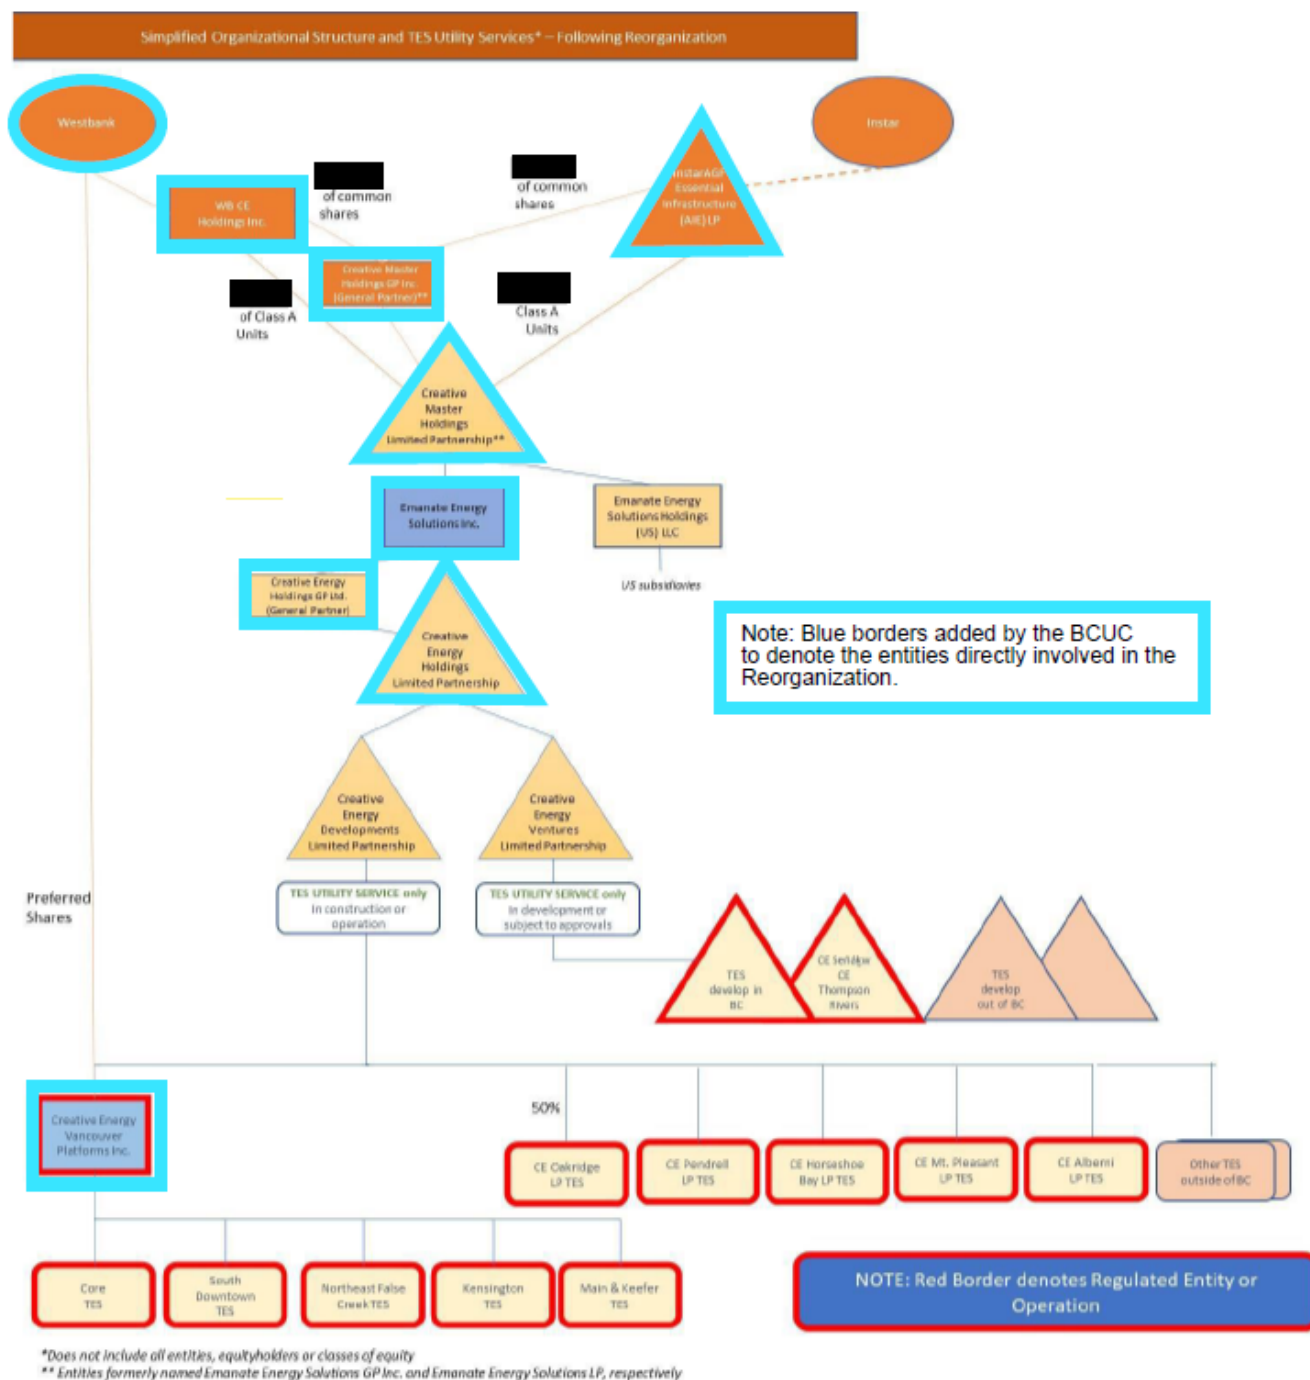 Simplified Organizational Structure and TES Utility Services* – Following Reorganization
Westbank
Instar
WB CE
Holdings Inc.
of common
shares
of common
shares
InstarAGF
Essential
Infrastructure
(AIE) LP
Creative Master
Holdings GP Inc
(General Partner)**
of Class A
Units
Class A
Units
Creative
Master
Holdings
Limited Partnership**
Emanate Energy
Solutions Inc.
Emanate Energy
Solutions Holdings
(US) LLC
US subsidiaries
Creative Energy
Holdings GP Ltd.
(General Partner)
Creative
Energy
Holdings
Limited Partnership
Note: Blue borders added by the BCUC
to denote the entities directly involved in the
Reorganization.
Creative
Energy
Developments
Limited Partnership
Creative
Energy
Ventures
Limited Partnership
TES UTILITY SERVICE only
In construction or
operation
TES UTILITY SERVICE only
In development or
subject to approvals
Preferred
Shares
TES
develop in
BC
CE
CE
Thompson
Rivers
TES
develop
out of BC
Creative Energy
Vancouver
Platforms Inc.
50%
CE Oakridge
LP TES
CE Pendrell
LP TES
CE Horseshoe
Bay LP TES
CE Mt. Pleasant
LP TES
CE Alberni
LP TES
Other TES
outside of BC
Core
TES
South
Downtown
TES
Northeast False
Creek TES
Kensington
TES
Main & Keefer
TES
NOTE: Red Border denotes Regulated Entity or
Operation
*Does not include all entities, equityholders or classes of equity
** Entities formerly named Emanate Energy Solutions GP Inc. and Emanate Energy Solutions LP, respectively